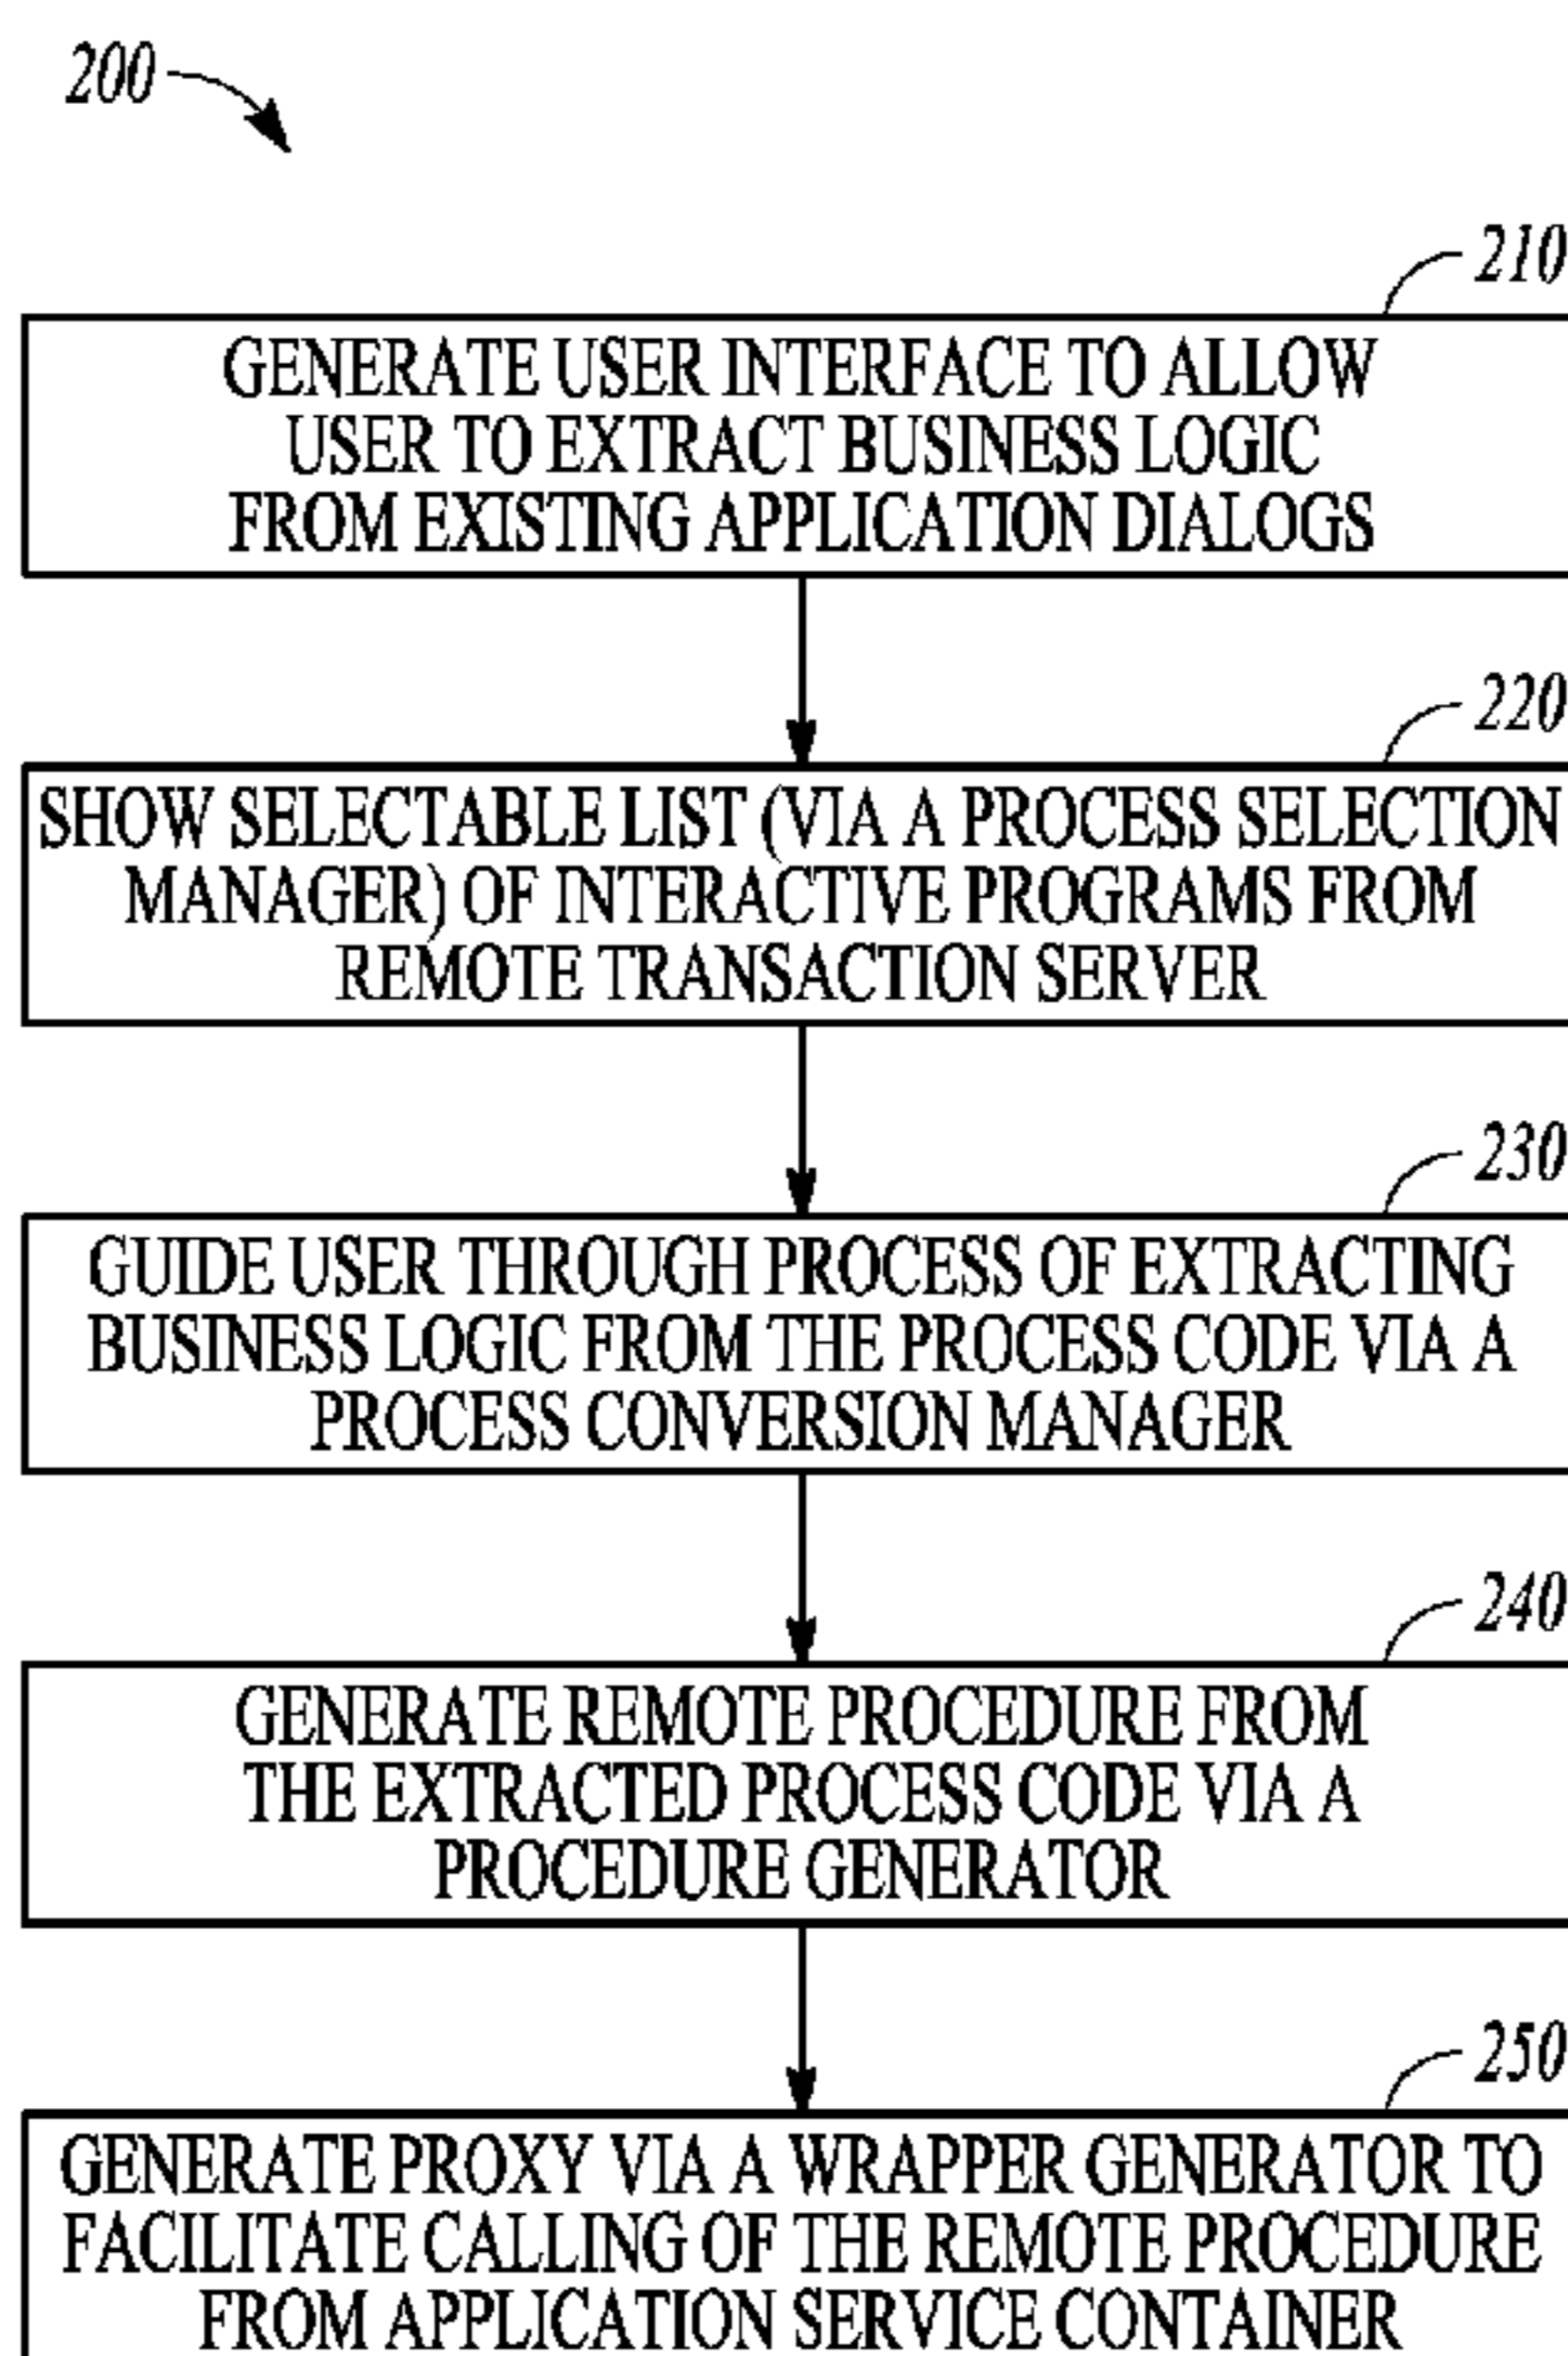 200
210
GENERATE USER INTERFACE TO ALLOW
USER TO EXTRACT BUSINESS LOGIC
FROM EXISTING APPLICATION DIALOGS
220
SHOW SELECTABLE LIST (VIA A PROCESS SELECTION
MANAGER) OF INTERACTIVE PROGRAMS FROM
REMOTE TRANSACTION SERVER
230
GUIDE USER THROUGH PROCESS OF EXTRACTING
BUSINESS LOGIC FROM THE PROCESS CODE VIA A
PROCESS CONVERSION MANAGER
240
GENERATE REMOTE PROCEDURE FROM
THE EXTRACTED PROCESS CODE VIA A
PROCEDURE GENERATOR
250
GENERATE PROXY VIA A WRAPPER GENERATOR TO
FACILITATE CALLING OF THE REMOTE PROCEDURE
FROM APPLICATION SERVICE CONTAINER